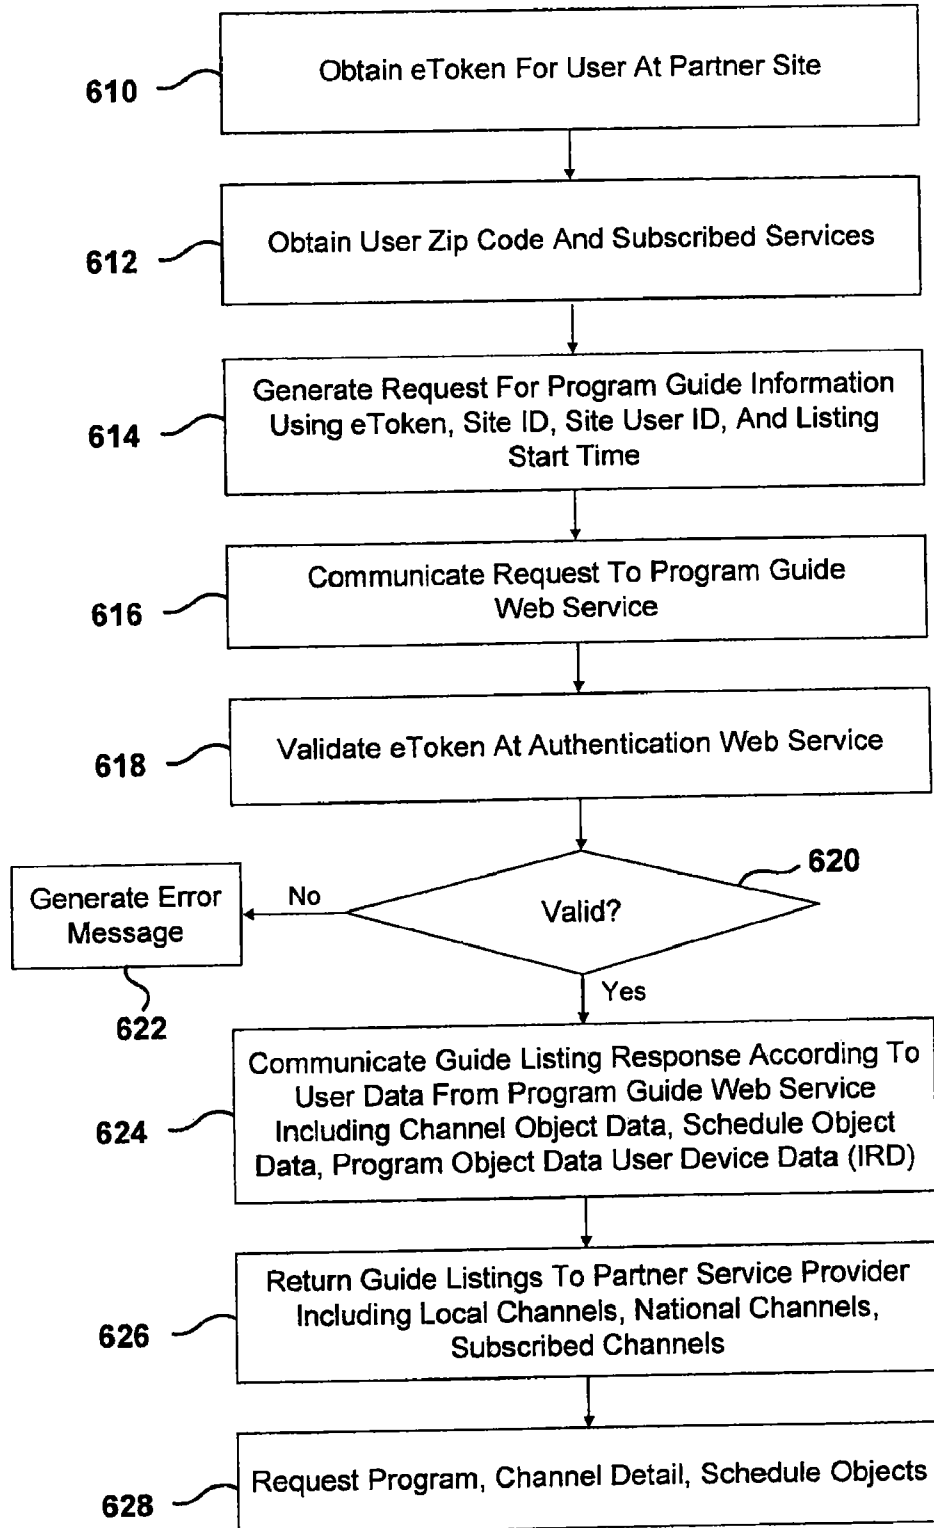 Obtain eToken For User At Partner Site
610
Obtain User Zip Code And Subscribed Services
612
Generate Request For Program Guide Information
Using eToken, Site ID, Site User ID, And Listing
Start Time
614
Communicate Request To Program Guide
Web Service
616
Validate eToken At Authentication Web Service
618
620
Valid?
No
Generate Error
Message
622
Yes
Communicate Guide Listing Response According To
User Data From Program Guide Web Service
Including Channel Object Data, Schedule Object
Data, Program Object Data User Device Data (IRD)
624
Return Guide Listings To Partner Service Provider
Including Local Channels, National Channels,
Subscribed Channels
626
Request Program, Channel Detail, Schedule Objects
628